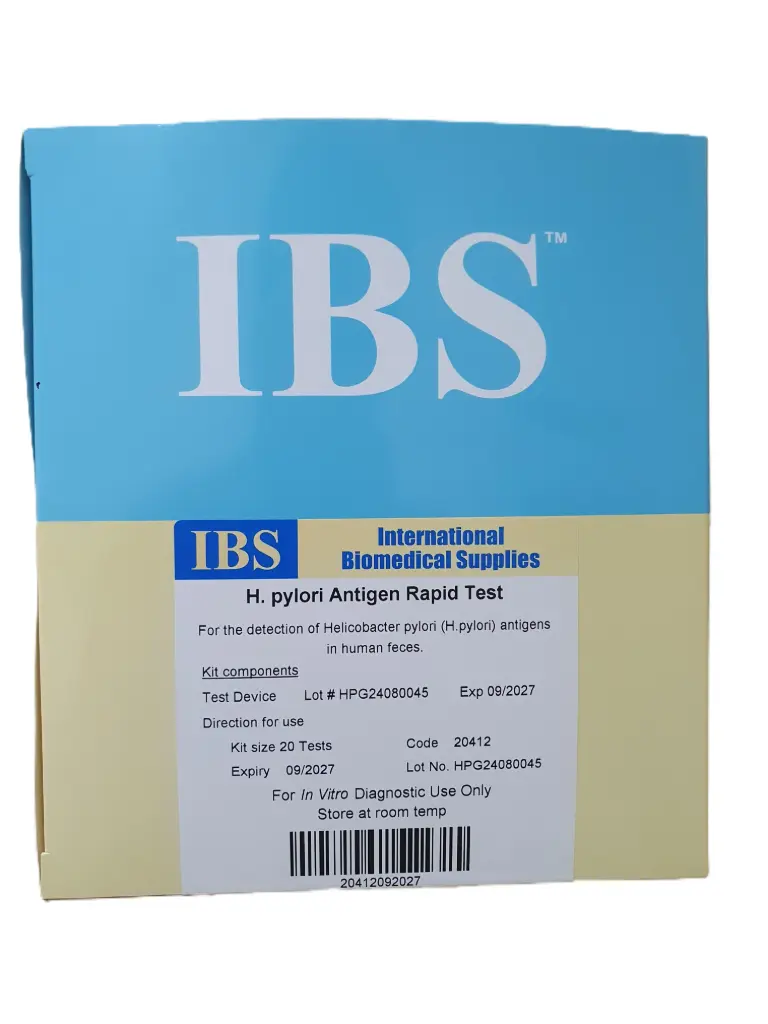 IBS™
IBS
International
Biomedical Supplies
H. pylori Antigen Rapid Test
For the detection of Helicobacter pylori (H.pylori) antigens
in human feces.
Kit components
Test Device Lot # HPG24080045 Exp 09/2027
Direction for use
Kit size 20 Tests Code 20412
Expiry 09/2027 Lot No. HPG24080045
For In Vitro Diagnostic Use Only
Store at room temp
20412092027